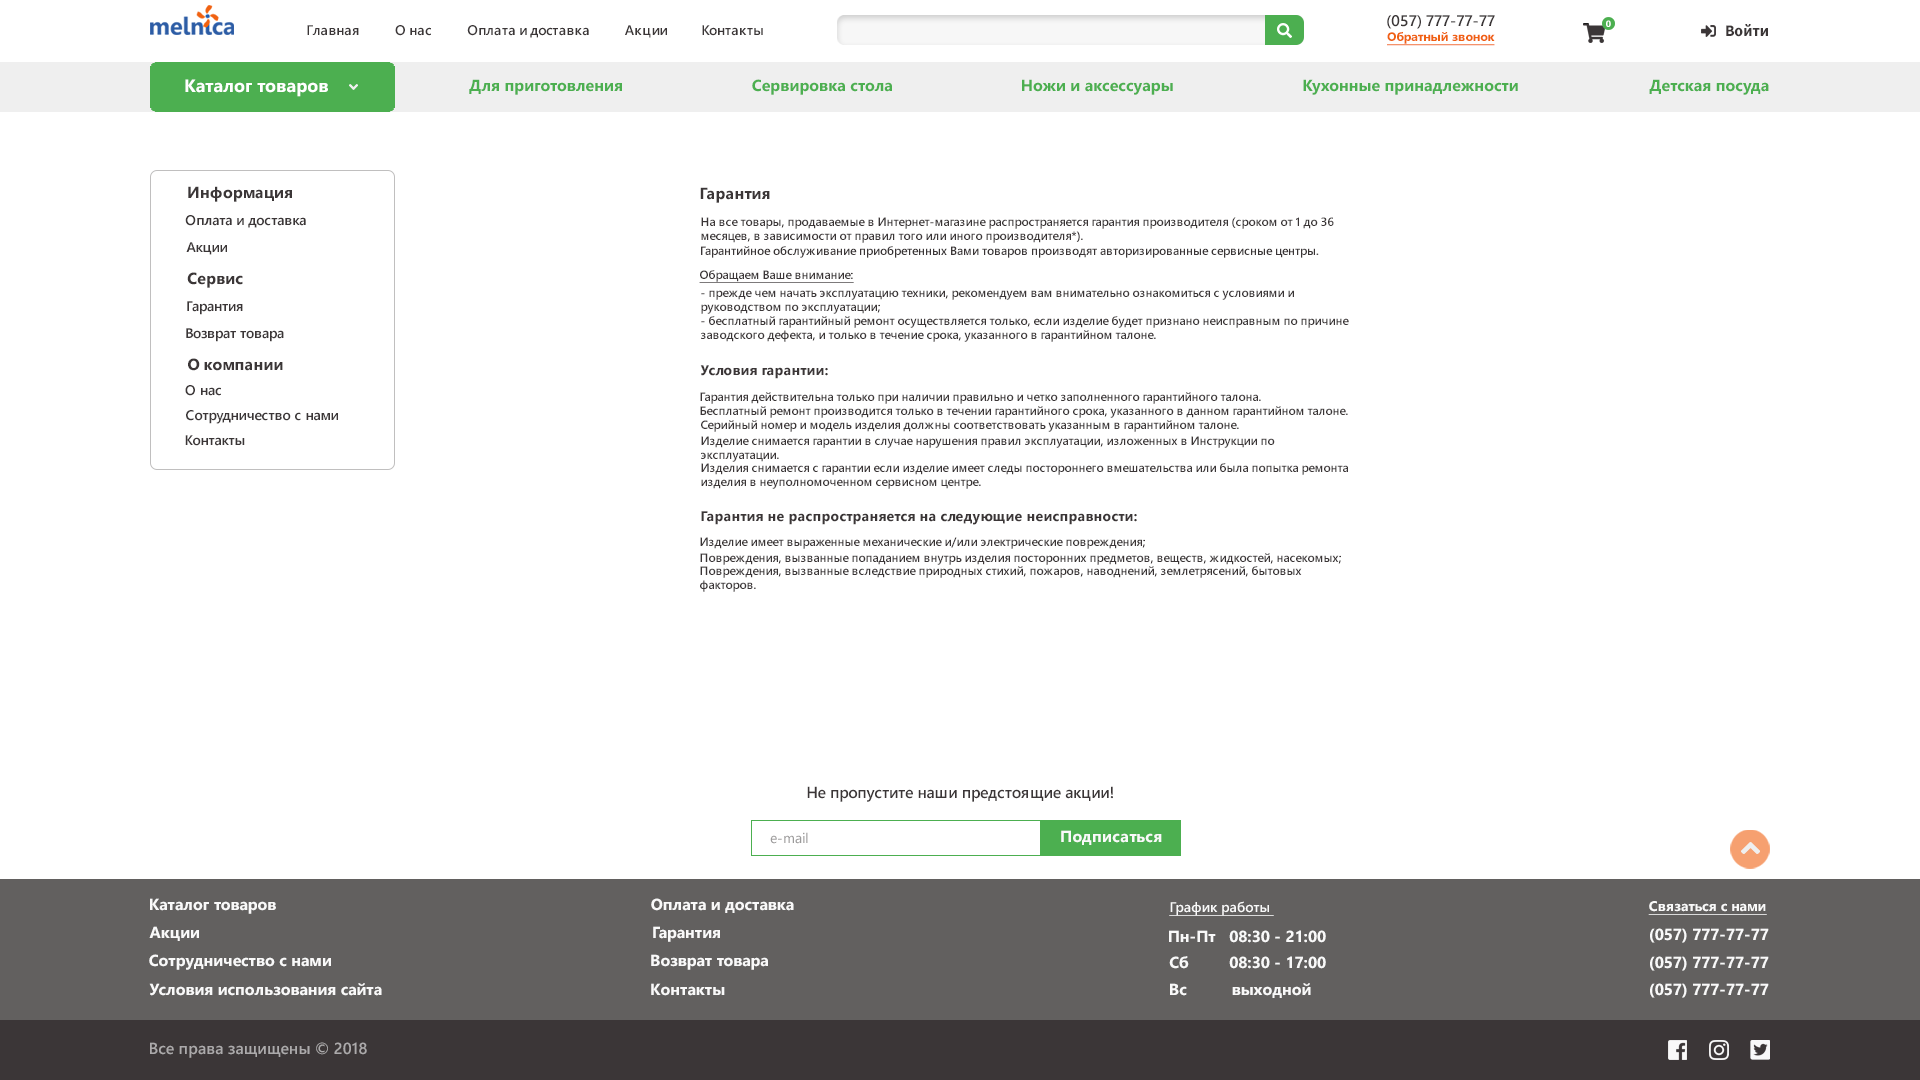 melnica
Главная
О нас
Оплата и доставка
Акции
Контакты
(057) 777-77-77
Обратный звонок
0
Войти
Каталог товаров
Для приготовления
Сервировка стола
Ножи и аксессуары
Кухонные принадлежности
Детская посуда
Информация
Оплата и доставка
Акции
Сервис
Гарантия
Возврат товара
О компании
О нас
Сотрудничество с нами
Контакты
Гарантия
На все товары, продаваемые в Интернет-магазине распространяется гарантия производителя (сроком от 1 до 36
месяцев, в зависимости от правил того или иного производителя*).
Гарантийное обслуживание приобретенных Вами товаров производят авторизированные сервисные центры.
Обращаем Ваше внимание:
- прежде чем начать эксплуатацию техники, рекомендуем вам внимательно ознакомиться с условиями и
руководством по эксплуатации;
- бесплатный гарантийный ремонт осуществляется только, если изделие будет признано неисправным по причине
заводского дефекта, и только в течение срока, указанного в гарантийном талоне.
Условия гарантии:
Гарантия действительна только при наличии правильно и четко заполненного гарантийного талона.
Бесплатный ремонт производится только в течении гарантийного срока, указанного в данном гарантийном талоне.
Серийный номер и модель изделия должны соответствовать указанным в гарантийном талоне.
Изделие снимается гарантии в случае нарушения правил эксплуатации, изложенных в Инструкции по
эксплуатации.
Изделия снимается с гарантии если изделие имеет следы постороннего вмешательства или была попытка ремонта
изделия в неуполномоченном сервисном центре.
Гарантия не распространяется на следующие неисправности:
Изделие имеет выраженные механические и/или электрические повреждения;
Повреждения, вызванные попаданием внутрь изделия посторонних предметов, веществ, жидкостей, насекомых;
Повреждения, вызванные вследствие природных стихий, пожаров, наводнений, землетрясений, бытовых
факторов.
Не пропустите наши предстоящие акции!
e-mail
Подписаться
Каталог товаров
Акции
Сотрудничество с нами
Условия использования сайта
Оплата и доставка
Гарантия
Возврат товара
Контакты
График работы
Пн-Пт 08:30 - 21:00
Сб 08:30 - 17:00
Вс выходной
Связаться с нами
(057) 777-77-77
(057) 777-77-77
(057) 777-77-77
Все права защищены © 2018